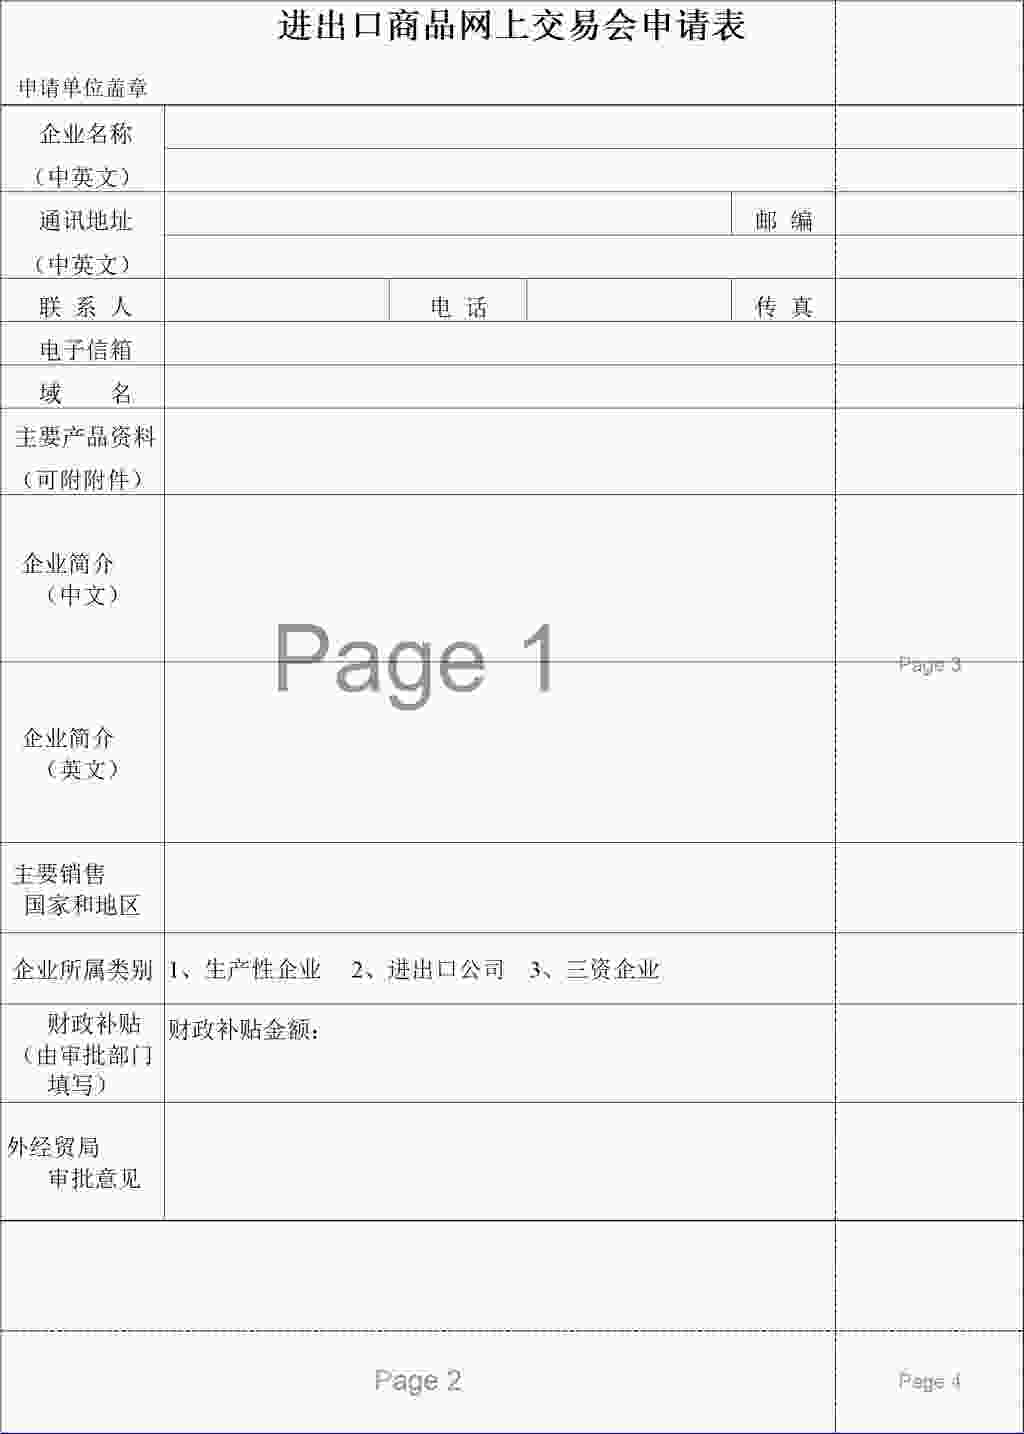 进出口商品网上交易会申请表
申请单位盖章
企业名称
（中英文）
通讯地址
邮 编
（中英文）
联 系 人 电 话 传 真
电子信箱
域 名
主要产品资料
（可附附件）
企业简介
（中文）
Page 1
Page 3
企业简介
（英文）
主要销售
国家和地区
企业所属类别 1、生产性企业 2、进出口公司 3、三资企业
财政补贴
（由审批部门
填写）
财政补贴金额：
外经贸局
审批意见
Page 2
Page 4